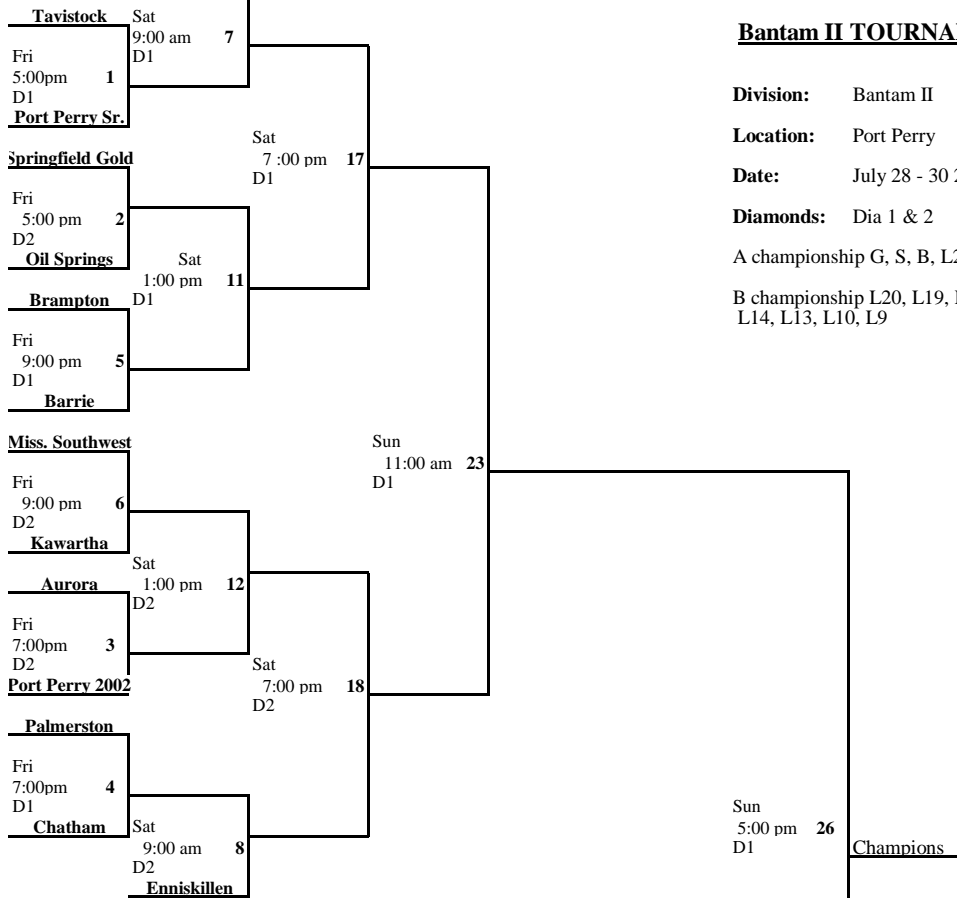 Tavistock
Sat
9:00 am 7
D1
Fri
5:00pm 1
D1
Port Perry Sr.
Sat
7 :00 pm 17
D1
Springfield Gold
Fri
5:00 pm 2
D2
Oil Springs
Sat
1:00 pm 11
D1
Brampton
Fri
9:00 pm 5
D1
Barrie
Miss. Southwest
Sun
11:00 am 23
D1
Fri
9:00 pm 6
D2
Kawartha
Sat
1:00 pm 12
D2
Aurora
Fri
7:00pm 3
D2
Port Perry 2002
Sat
7:00 pm 18
D2
Palmerston
Fri
7:00pm 4
D1
Chatham
Sat
9:00 am 8
D2
Enniskillen
Sun
5:00 pm 26
D1
Champions
Bantam II TOURNA
Division: Bantam II
Location: Port Perry
Date: July 28 - 30 2
Diamonds: Dia 1 & 2
A championship G, S, B, L2
B championship L20, L19,
L14, L13, L10, L9